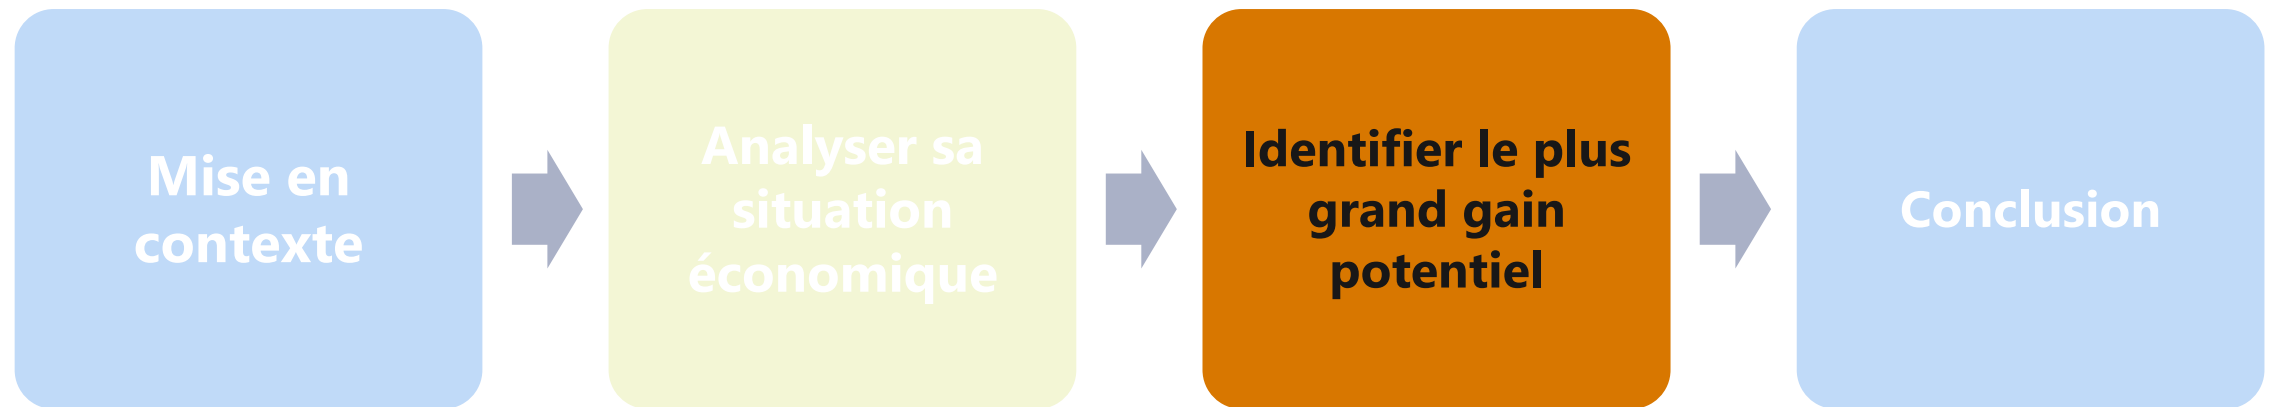 Mise en
contexte
Analyser sa
situation
économique
Identifier le plus
grand gain
potentiel
Conclusion